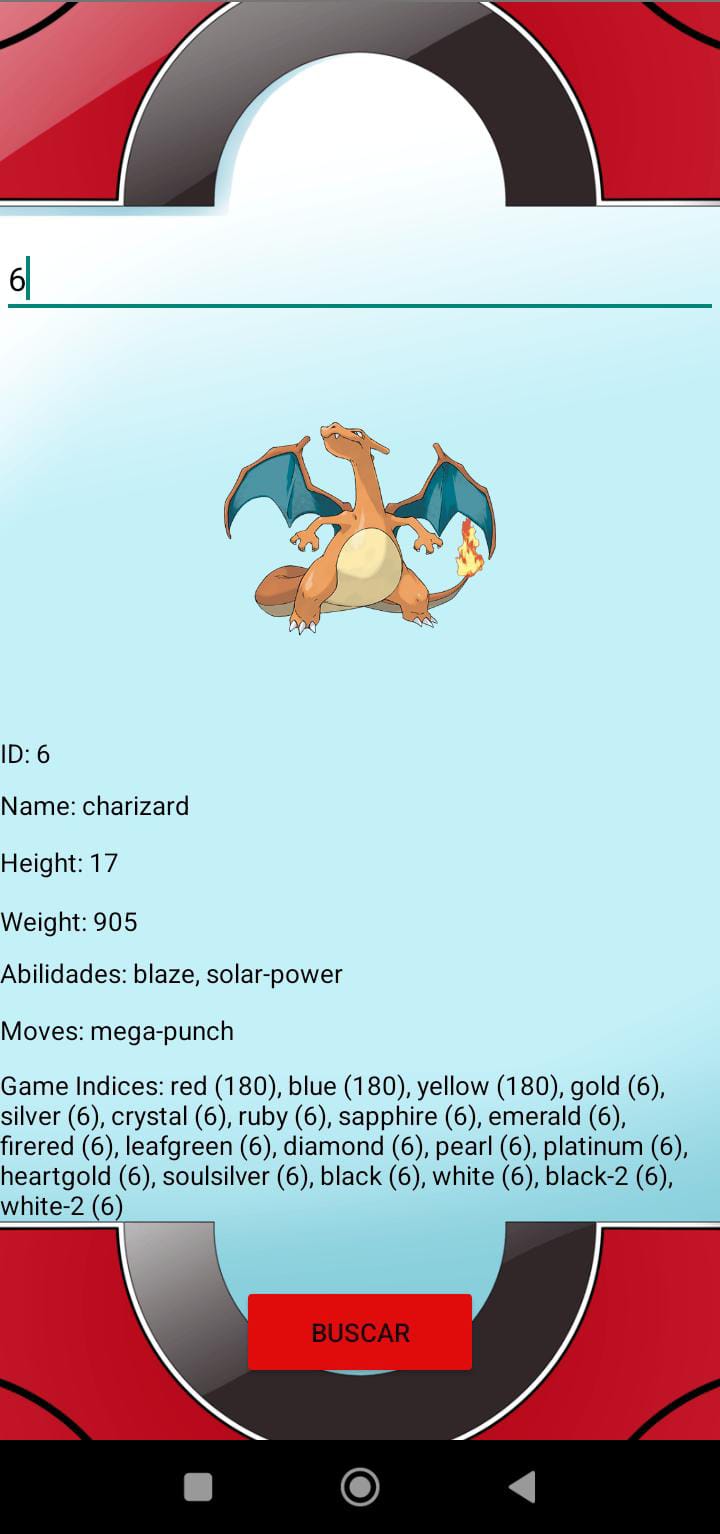 6
ID: 6
Name: charizard
Height: 17
Weight: 905
Abilidades: blaze, solar-power
Moves: mega-punch
Game Indices: red (180), blue (180), yellow (180), gold (6),
silver (6), crystal (6), ruby (6), sapphire (6), emerald (6),
firered (6), leafgreen (6), diamond (6), pearl (6), platinum (6),
heartgold (6), soulsilver (6), black (6), white (6), black-2 (6),
white-2 (6)
BUSCAR